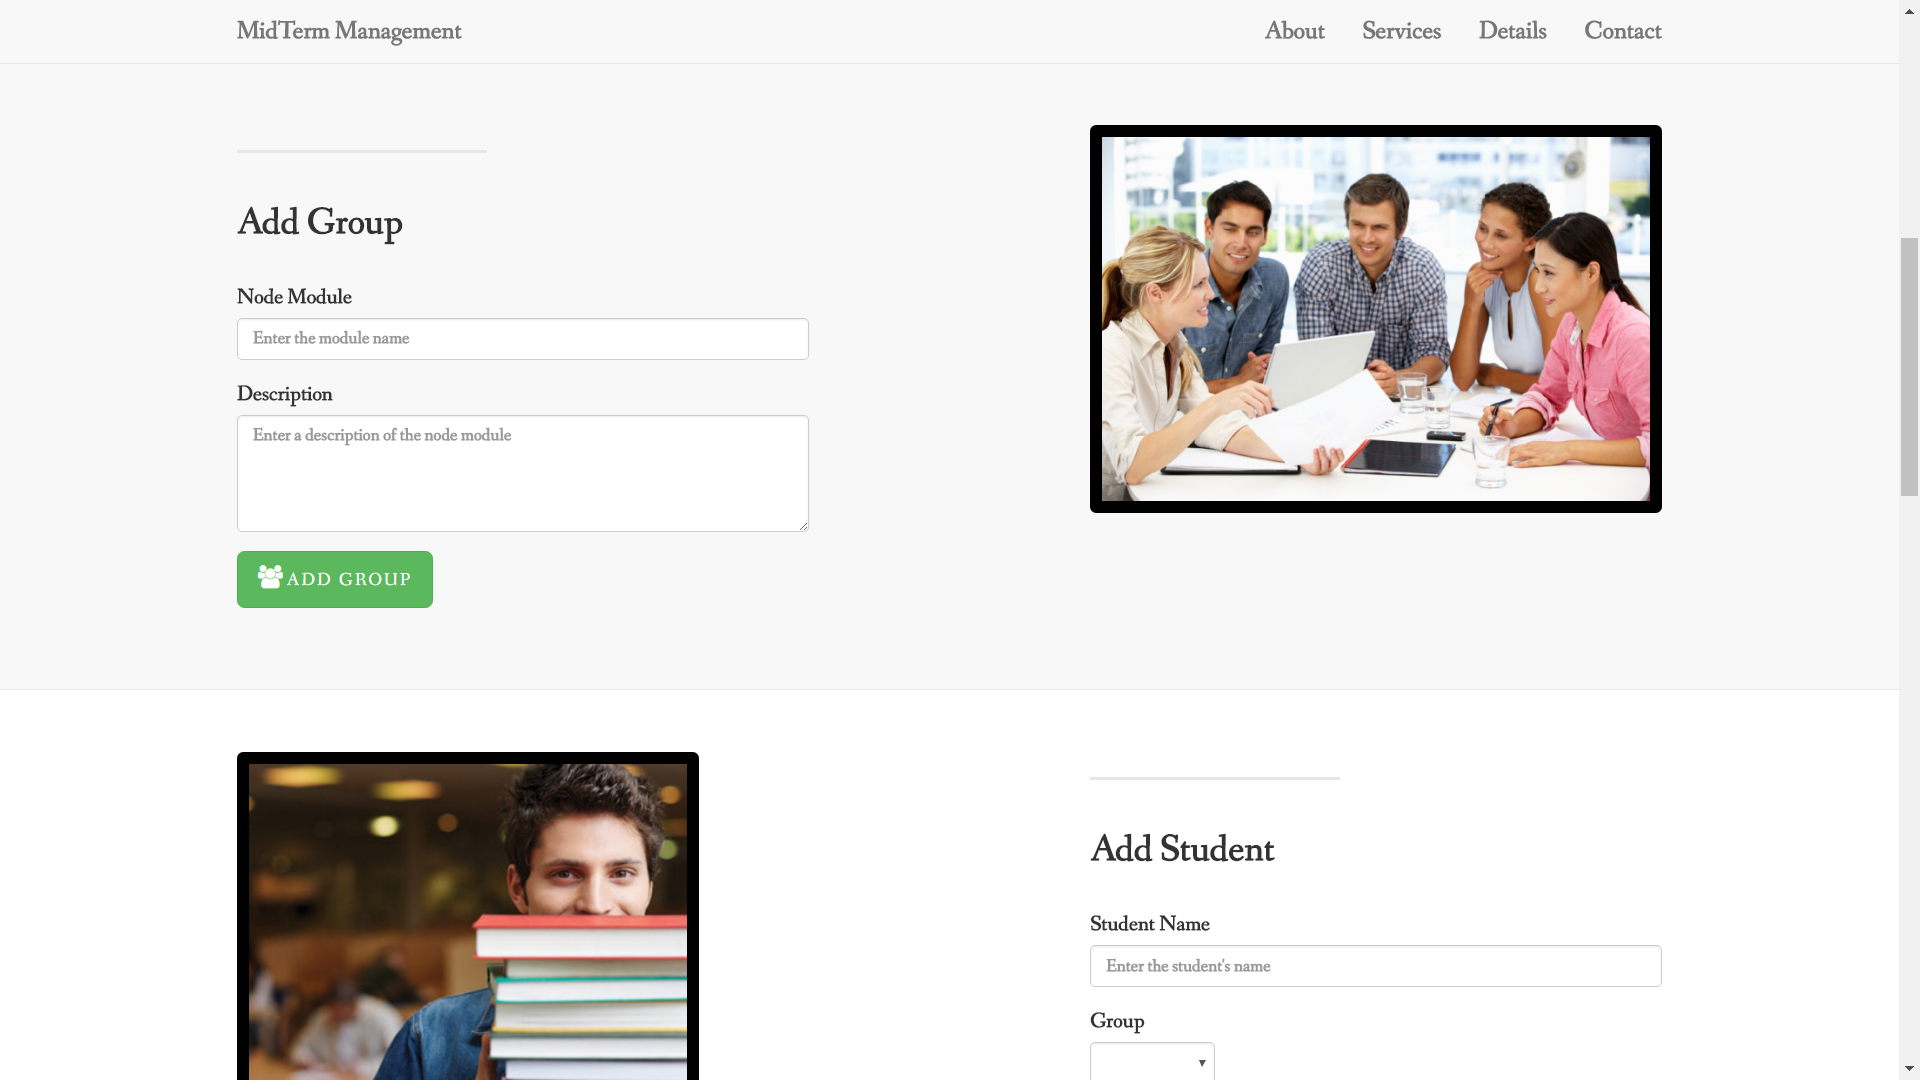 MidTerm Management
About Services Details Contact
Add Group
Node Module
Enter the module name
Description
Enter a description of the node module
ADD GROUP
Add Student
Student Name
Enter the student's name
Group